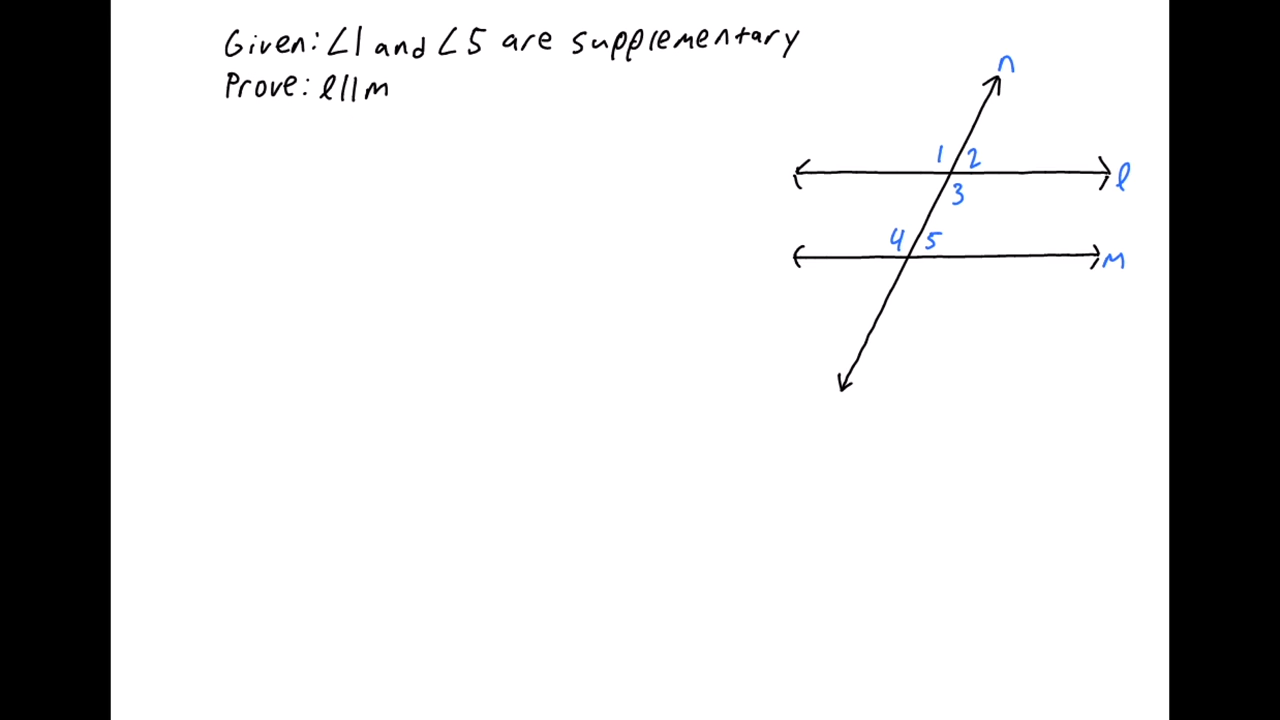 Given: ∠1 and ∠5 are supplementary
Prove: ℓ||m
n
1 2
ℓ
3
4 5
m